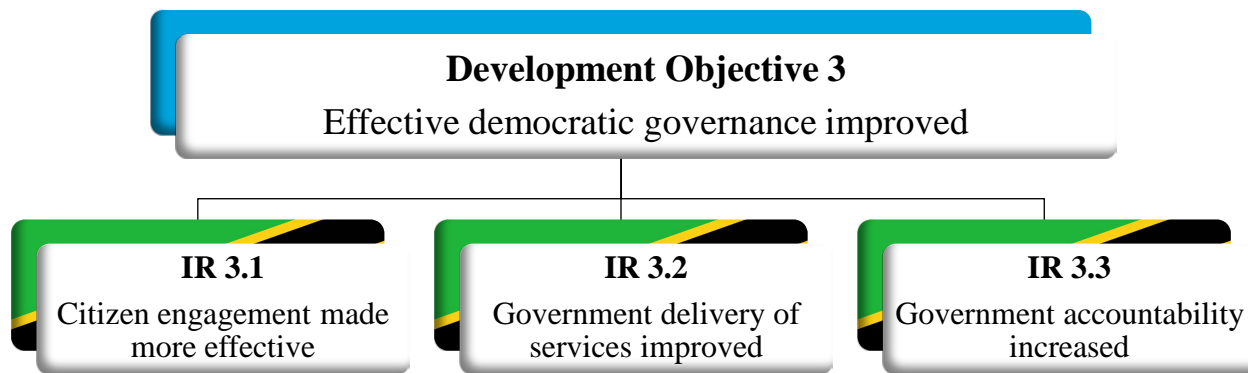 Development Objective 3
Effective democratic governance improved
IR 3.1
Citizen engagement made
more effective
IR 3.2
Government delivery of
services improved
IR 3.3
Government accountability
increased